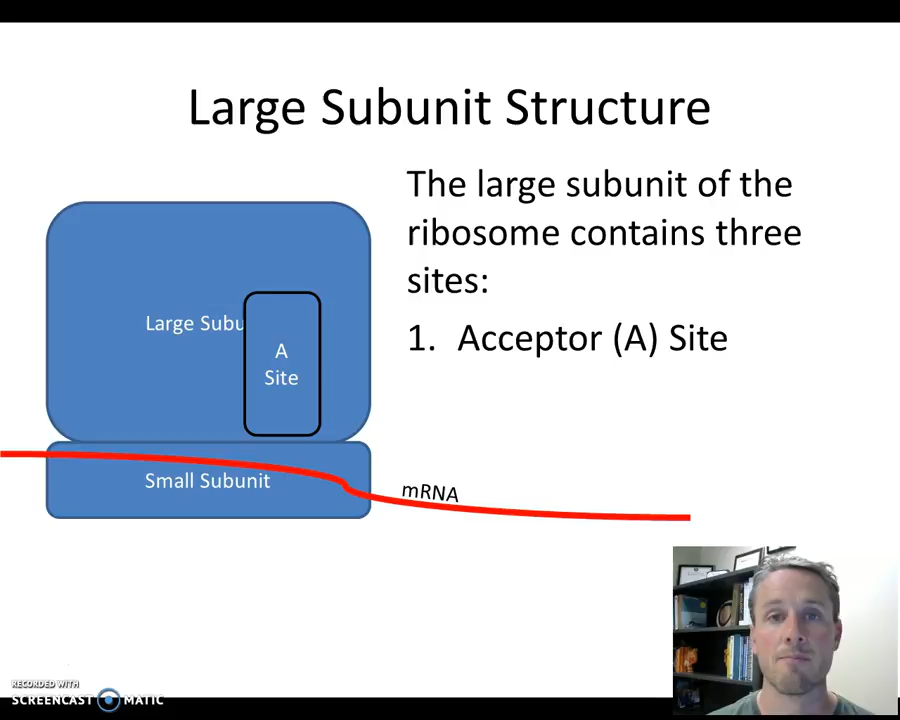 Large Subunit Structure
The large subunit of the
ribosome contains three
sites:
1. Acceptor (A) Site
Large Subu
A
Site
Small Subunit
mRNA
RECORDED WITH
SCREENCAST MATIC